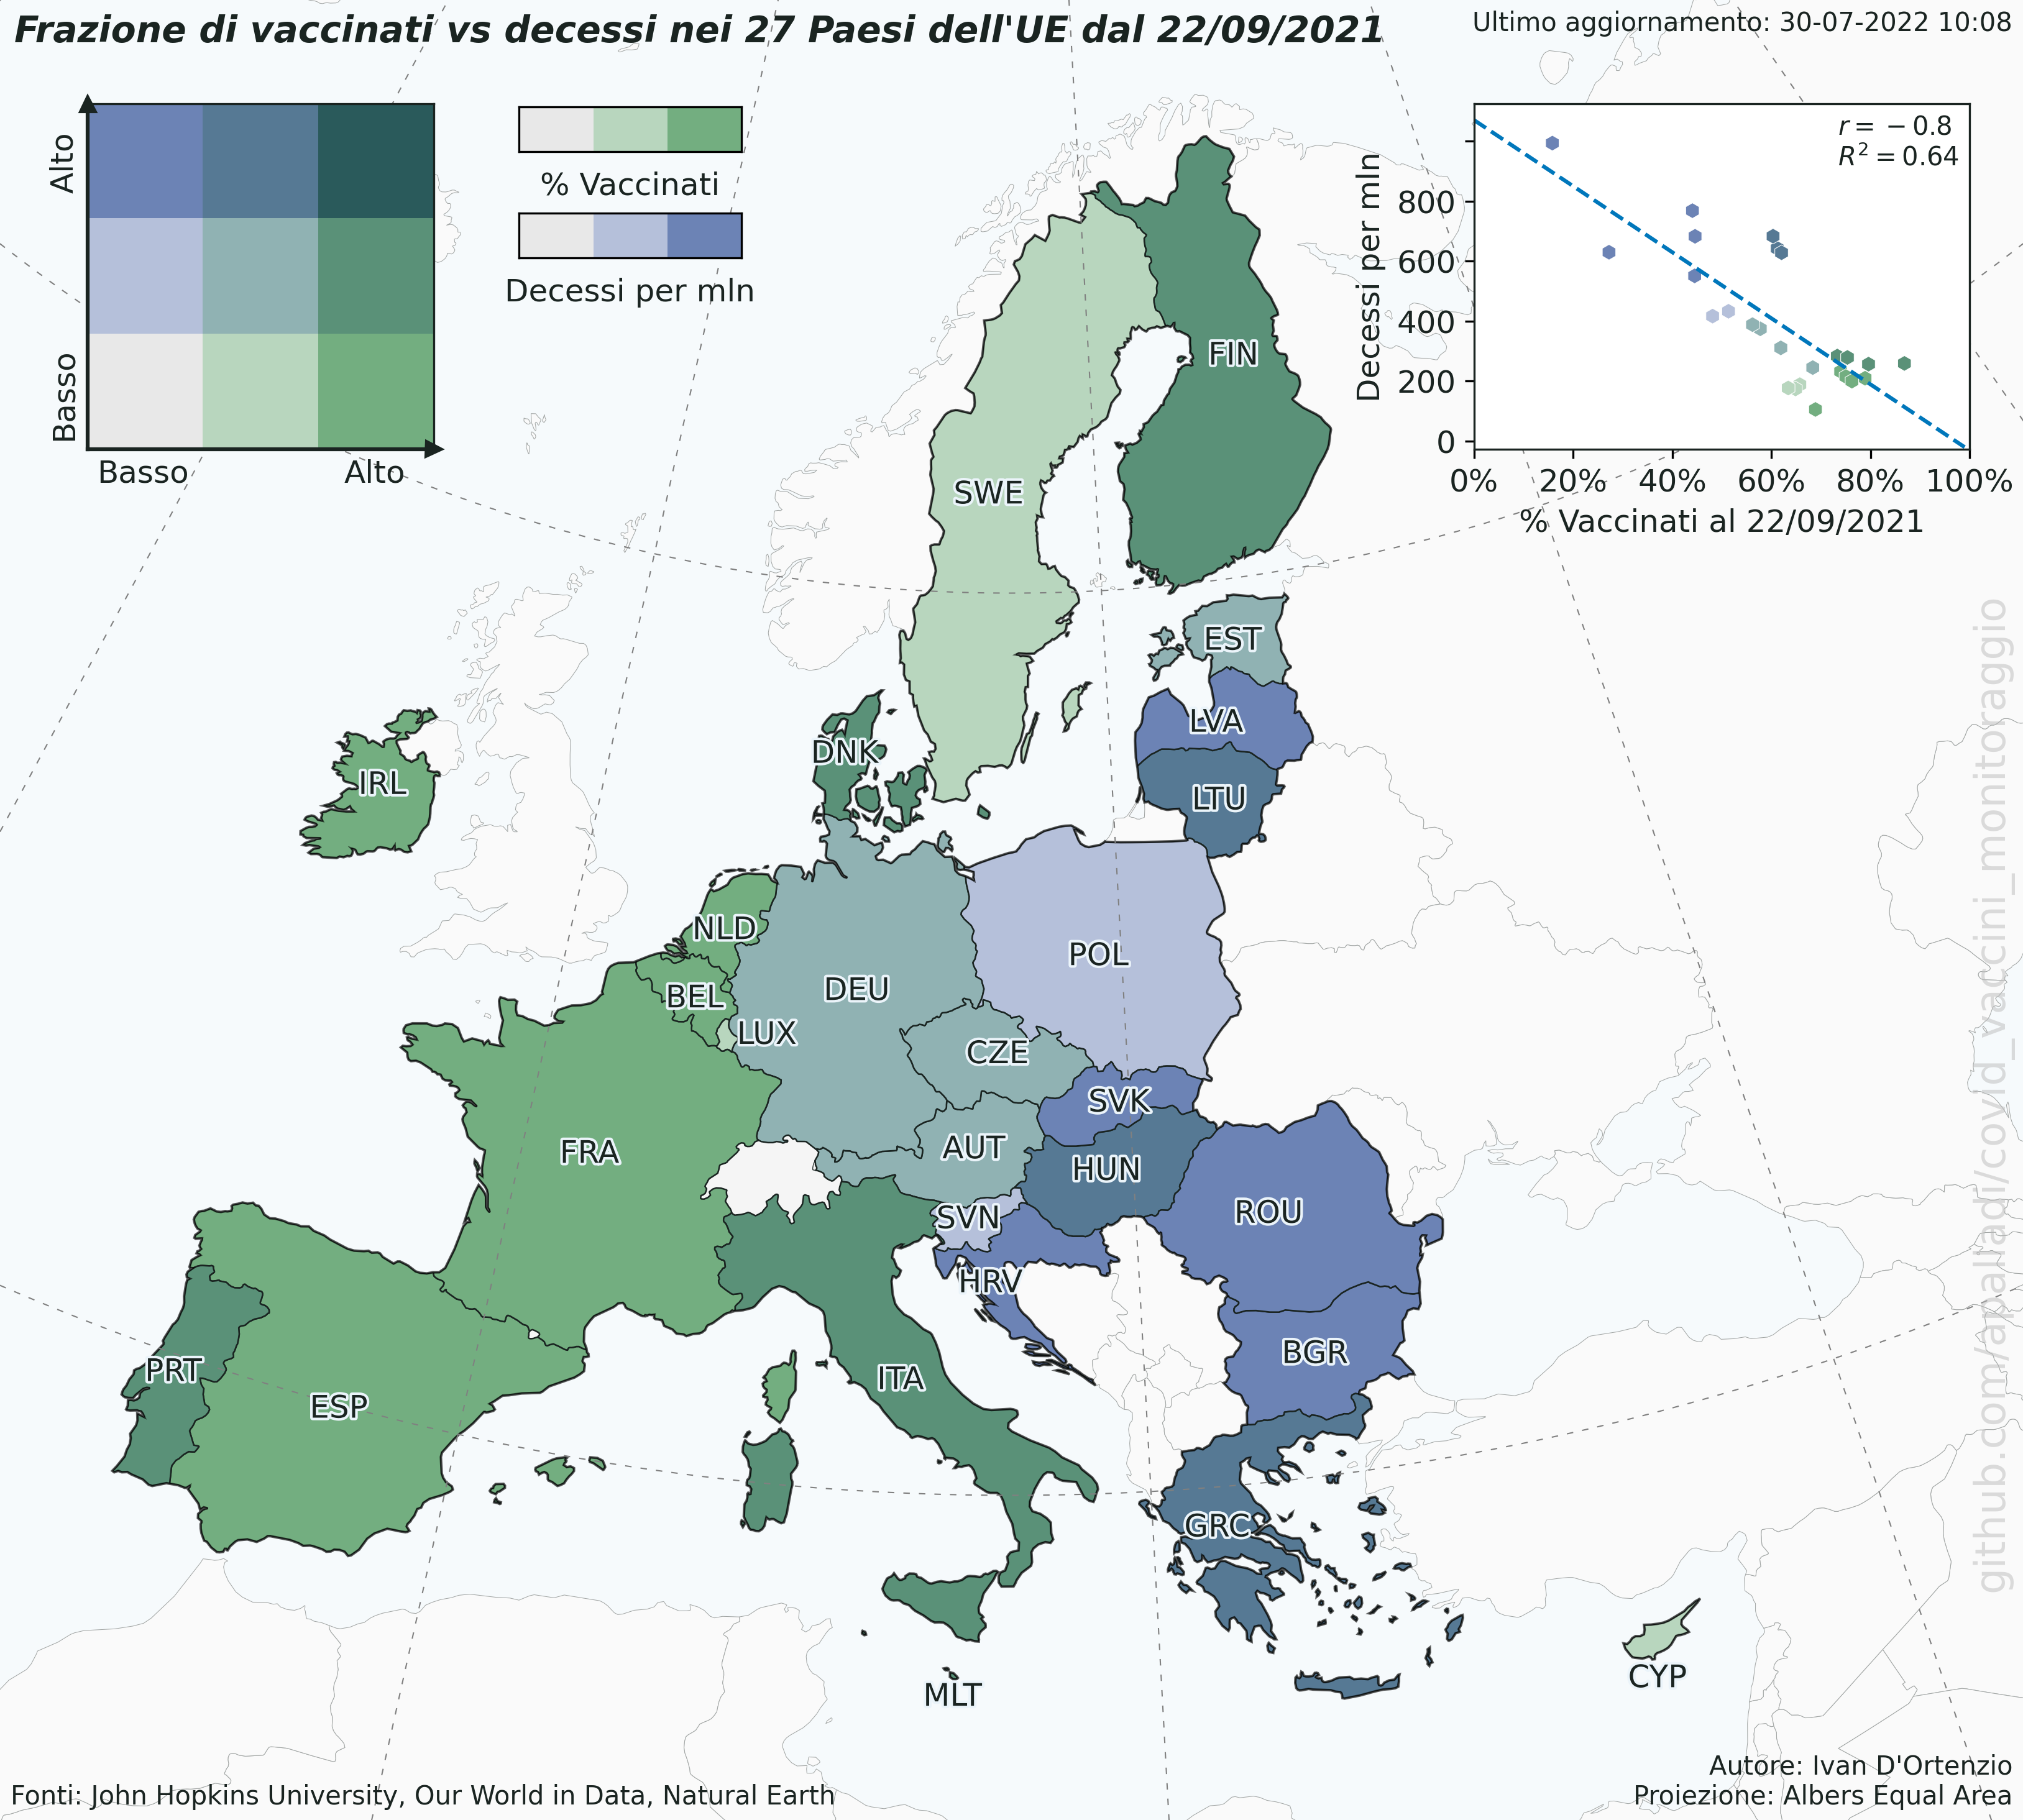 Frazione di vaccinati vs decessi nei 27 Paesi dell'UE dal 22/09/2021
Ultimo aggiornamento: 30-07-2022 10:08
Alto
Basso
Basso
Alto
% Vaccinati
Decessi per mln
r = −0.8
R² = 0.64
Decessi per mln
800
600
400
200
0
0%
20%
40%
60%
80%
100%
% Vaccinati al 22/09/2021
FIN
SWE
EST
LVA
DNK
IRL
LTU
NLD
POL
DEU
BEL
LUX
CZE
SVK
AUT
FRA
HUN
ROU
SVN
HRV
BGR
PRT
ITA
ESP
GRC
CYP
MLT
github.com/apalladi/covid_vaccini_monitoraggio
Fonti: John Hopkins University, Our World in Data, Natural Earth
Autore: Ivan D'Ortenzio
Proiezione: Albers Equal Area